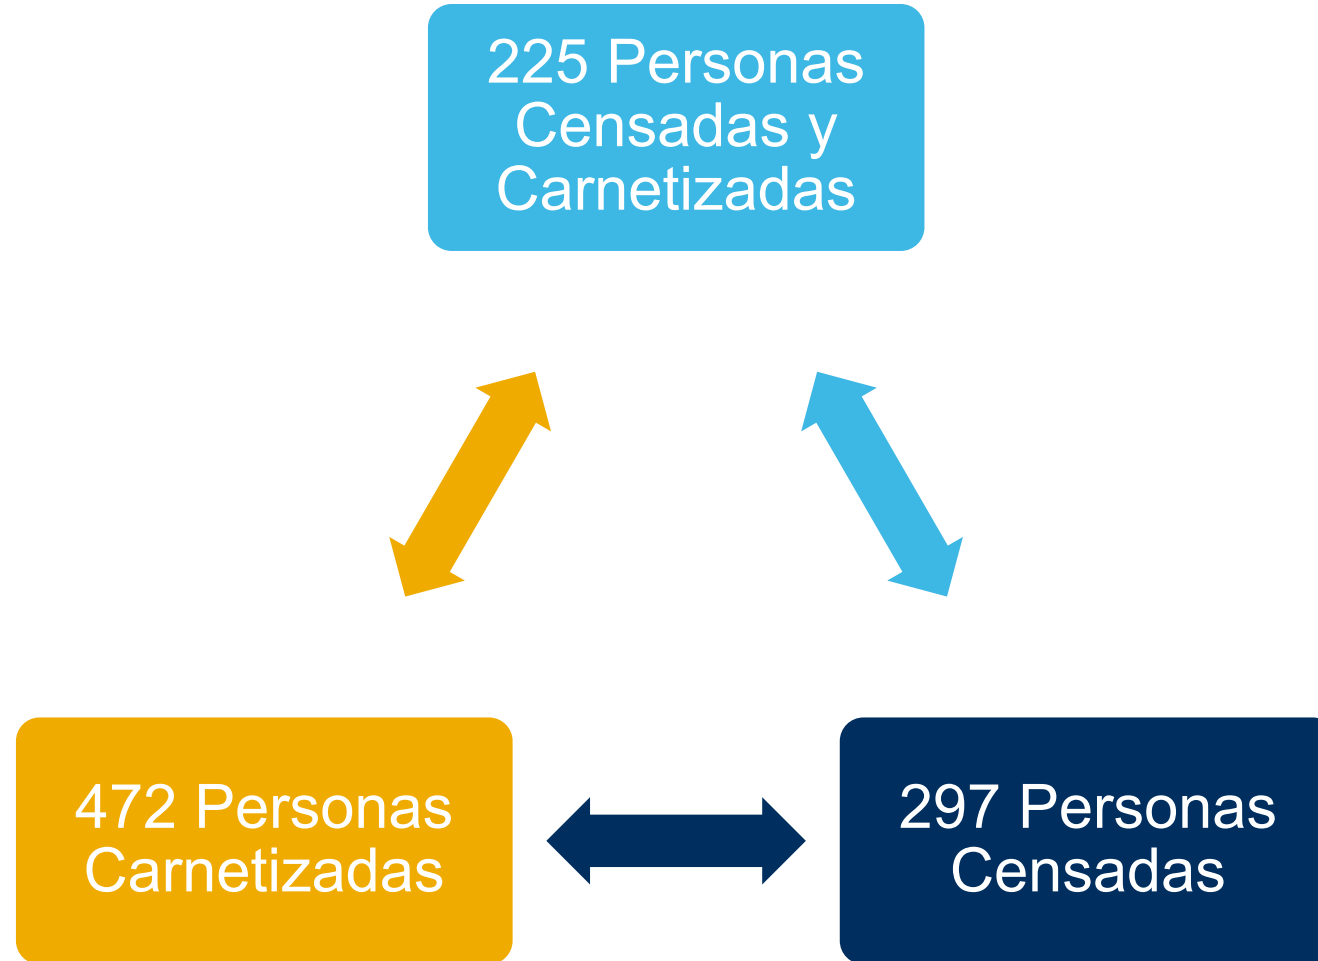 225 Personas
Censadas y
Carnetizadas
472 Personas
Carnetizadas
297 Personas
Censadas